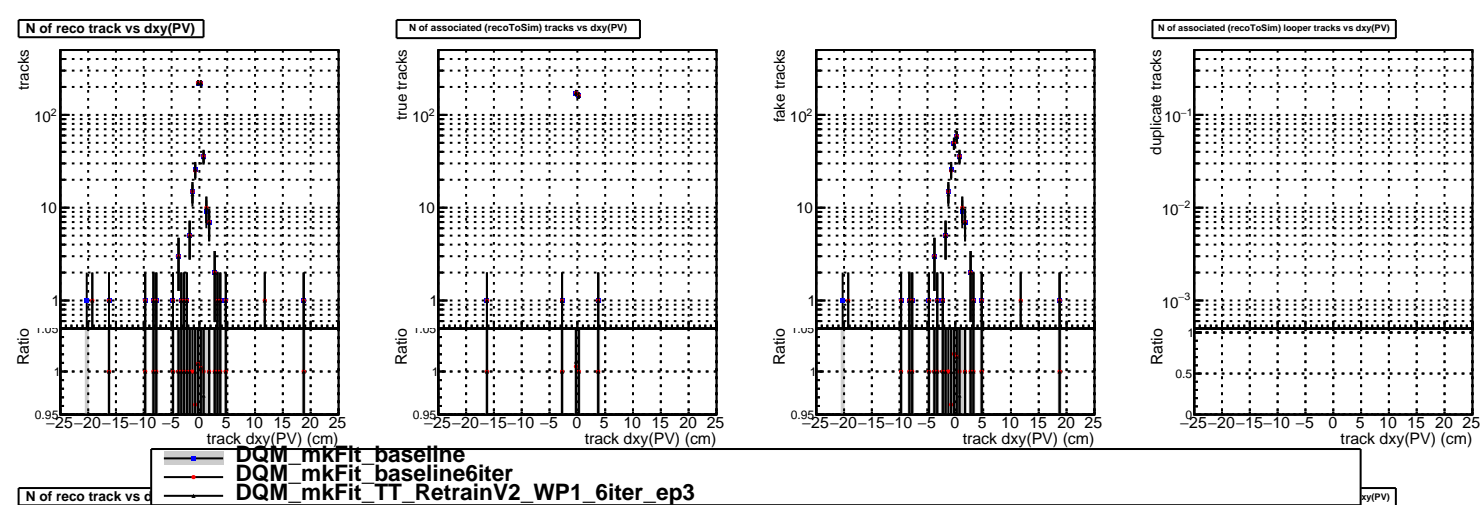 N of reco track vs dxy(PV)
N of associated (recoToSim) tracks vs dxy(PV)
N of associated (recoToSim) looper tracks vs dxy(PV)
tracks
10²
10
1
1.05
Ratio
1
0.95
−25 −20 −15 −10 −5 0 5 10 15 20 25
track dxy(PV) (cm)
true tracks
10²
10
1
1.05
Ratio
1
0.95
−25 −20 −15 −10 −5 0 5 10 15 20 25
track dxy(PV) (cm)
fake tracks
10²
10
1
1.05
Ratio
1
0.95
−25 −20 −15 −10 −5 0 5 10 15 20 25
track dxy(PV) (cm)
duplicate tracks
10⁻¹
10⁻²
10⁻³
Ratio
1
0.5
0
−25 −20 −15 −10 −5 0 5 10 15 20 25
track dxy(PV) (cm)
DQM_mkFit_baseline
DQM_mkFit_baseline6iter
DQM_mkFit_TT_RetrainV2_WP1_6iter_ep3
N of reco track vs d
xy(PV)